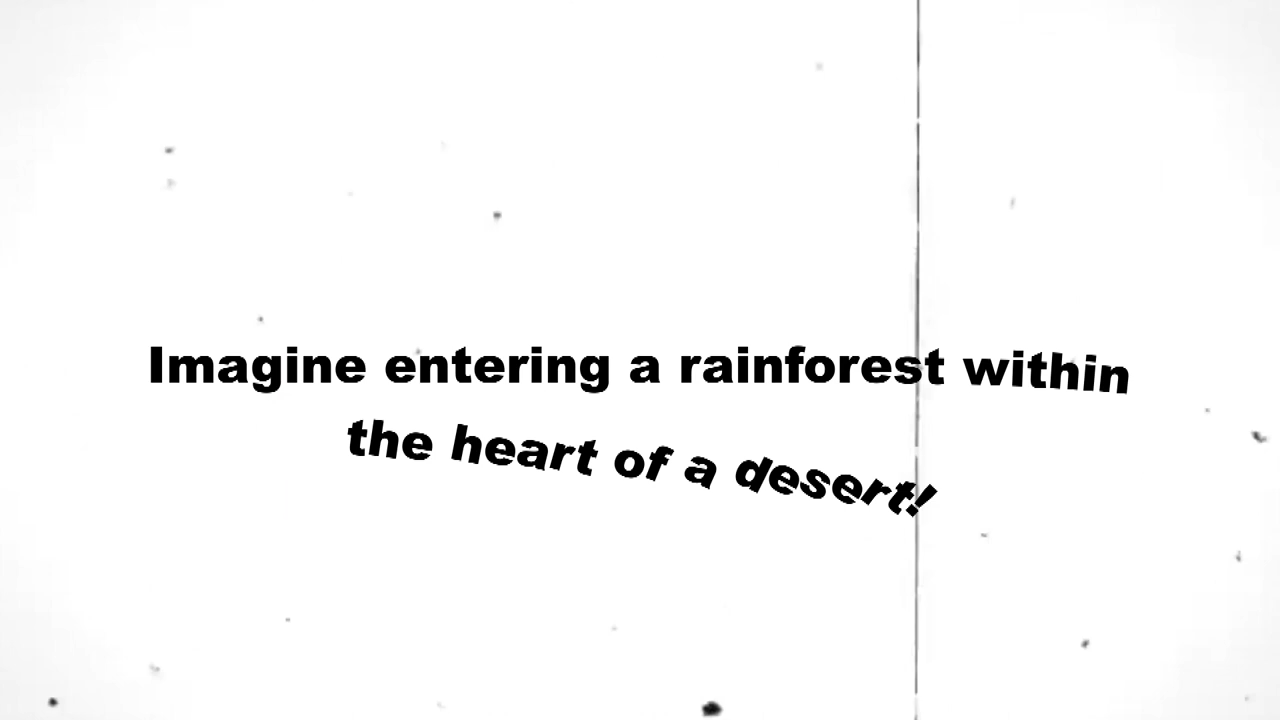 Imagine entering a rainforest within
the heart of a desert!